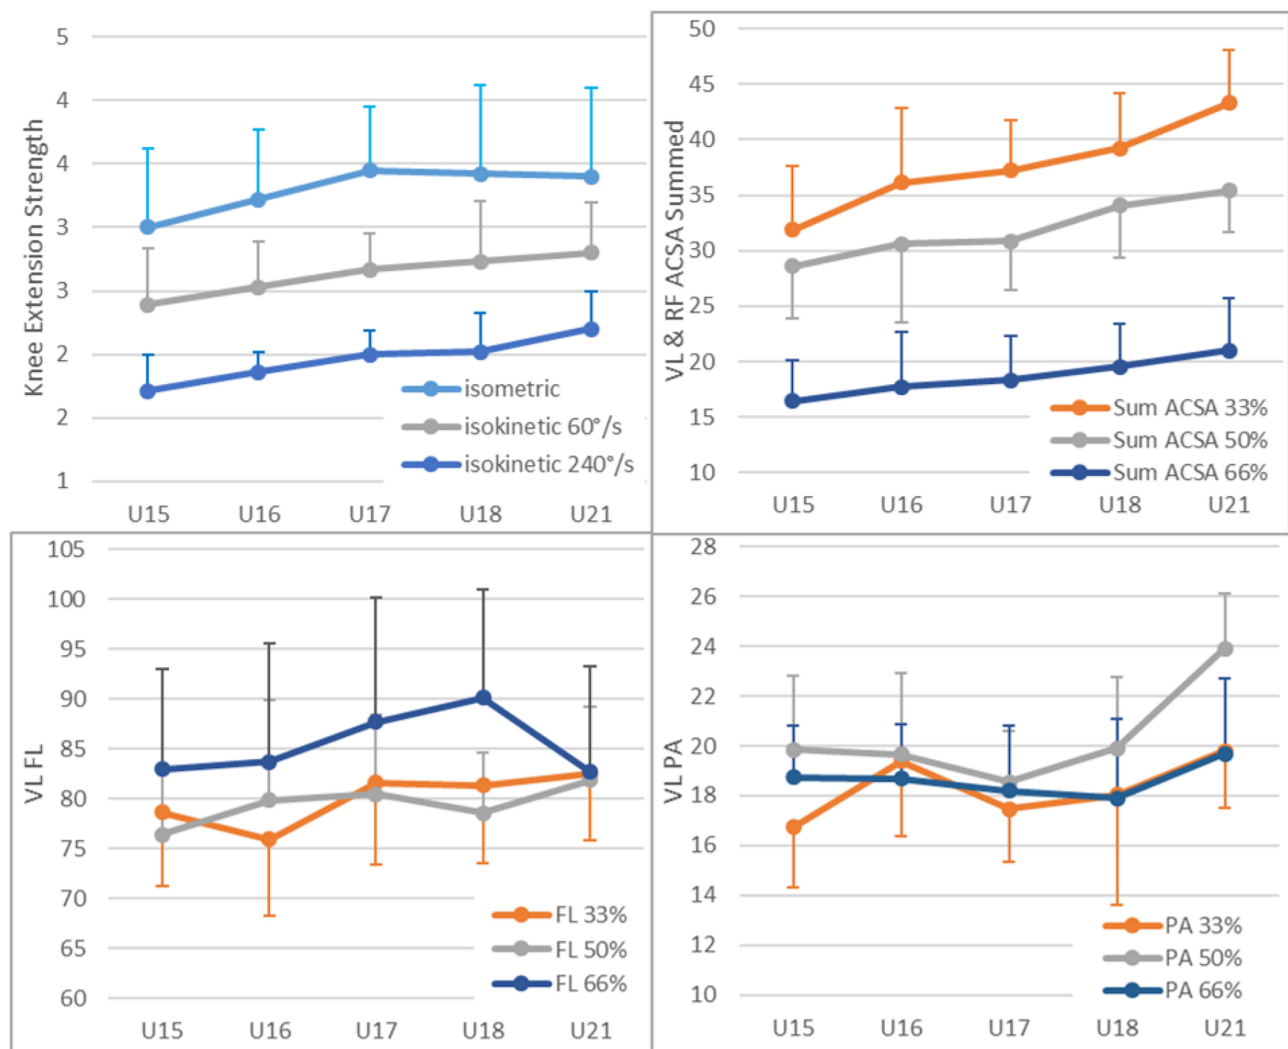 Knee Extension Strength
5
4
4
3
3
2
2
1
U15 U16 U17 U18 U21
isometric
isokinetic 60°/s
isokinetic 240°/s
VL & RF ACSA Summed
50
45
40
35
30
25
20
15
10
U15 U16 U17 U18 U21
Sum ACSA 33%
Sum ACSA 50%
Sum ACSA 66%
VL FL
105
100
95
90
85
80
75
70
65
60
U15 U16 U17 U18 U21
FL 33%
FL 50%
FL 66%
VL PA
28
26
24
22
20
18
16
14
12
10
U15 U16 U17 U18 U21
PA 33%
PA 50%
PA 66%